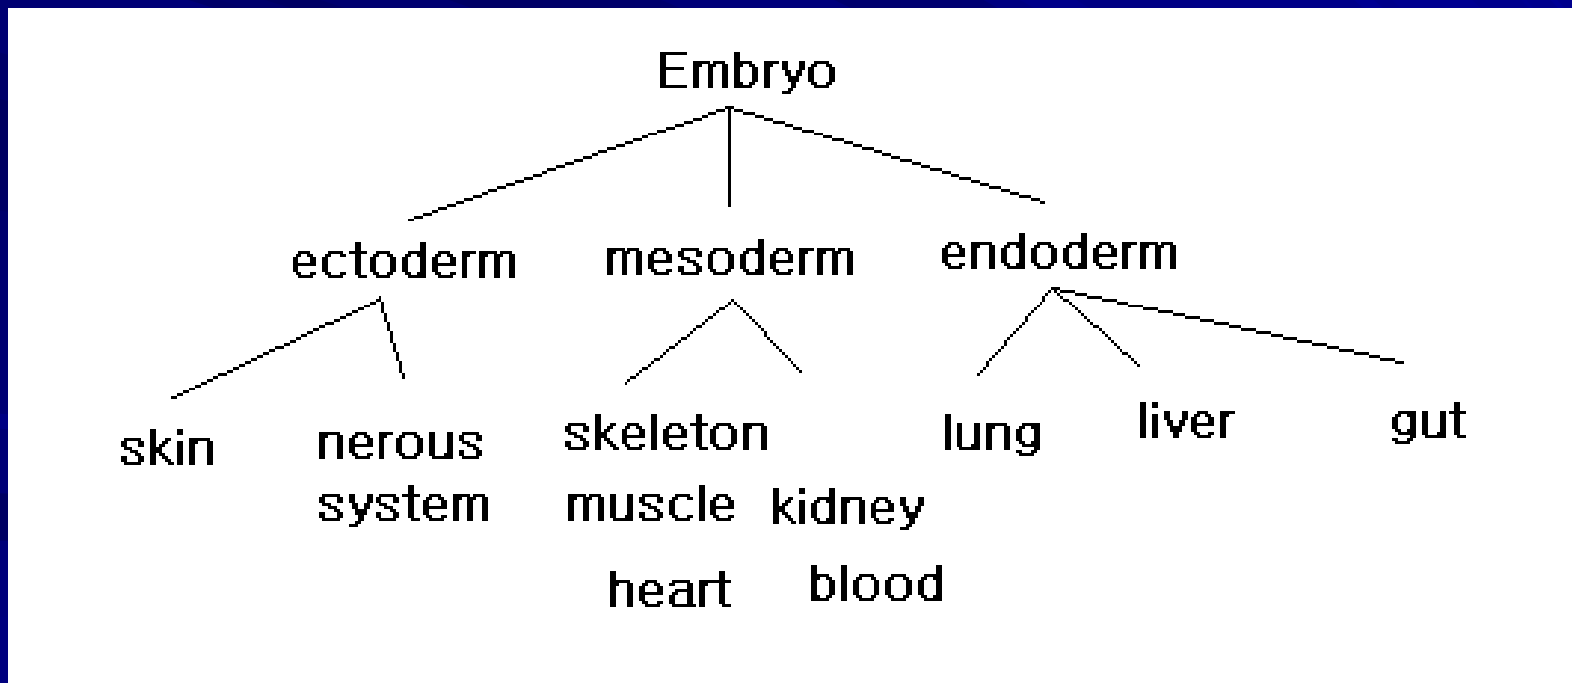 Embryo
ectoderm mesoderm endoderm
skin nerous system skeleton lung liver gut
muscle kidney
heart blood